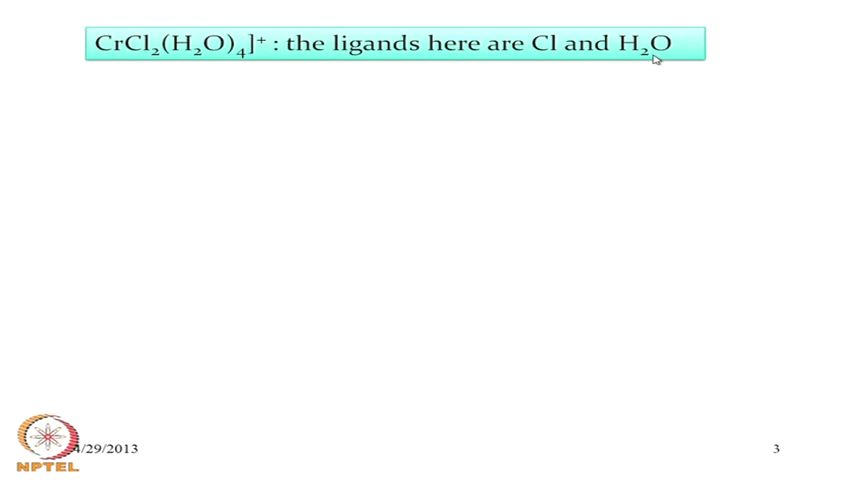 CrCl₂(H₂O)₄]⁺ : the ligands here are Cl and H₂O
4/29/2013
3
NPTEL